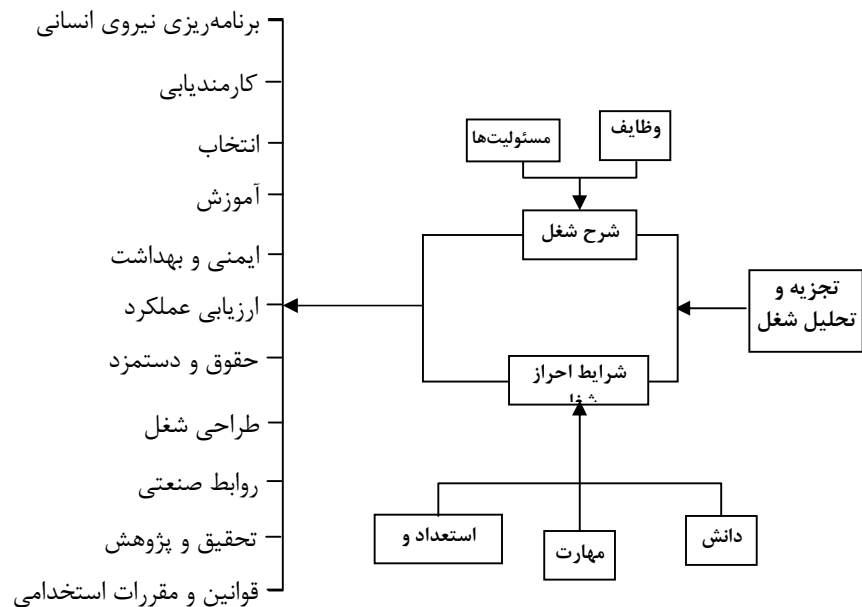 برنامه‌ریزی نیروی انسانی
کارمندیابی
انتخاب
آموزش
ایمنی و بهداشت
ارزیابی عملکرد
حقوق و دستمزد
طراحی شغل
روابط صنعتی
تحقیق و پژوهش
قوانین و مقررات استخدامی
وظایف
مسئولیت‌ها
شرح شغل
تجزیه و
تحلیل شغل
شرایط احراز
دانش
مهارت
استعداد و